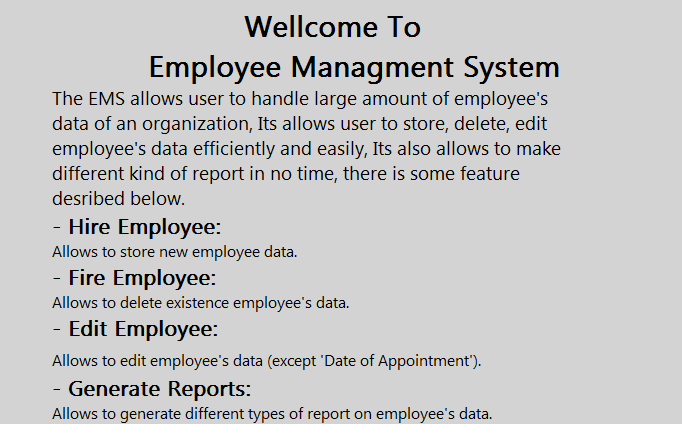 Wellcome To
Employee Managment System
The EMS allows user to handle large amount of employee's
data of an organization, Its allows user to store, delete, edit
employee's data efficiently and easily, Its also allows to make
different kind of report in no time, there is some feature
desribed below.
- Hire Employee:
Allows to store new employee data.
- Fire Employee:
Allows to delete existence employee's data.
- Edit Employee:
Allows to edit employee's data (except 'Date of Appointment').
- Generate Reports:
Allows to generate different types of report on employee's data.